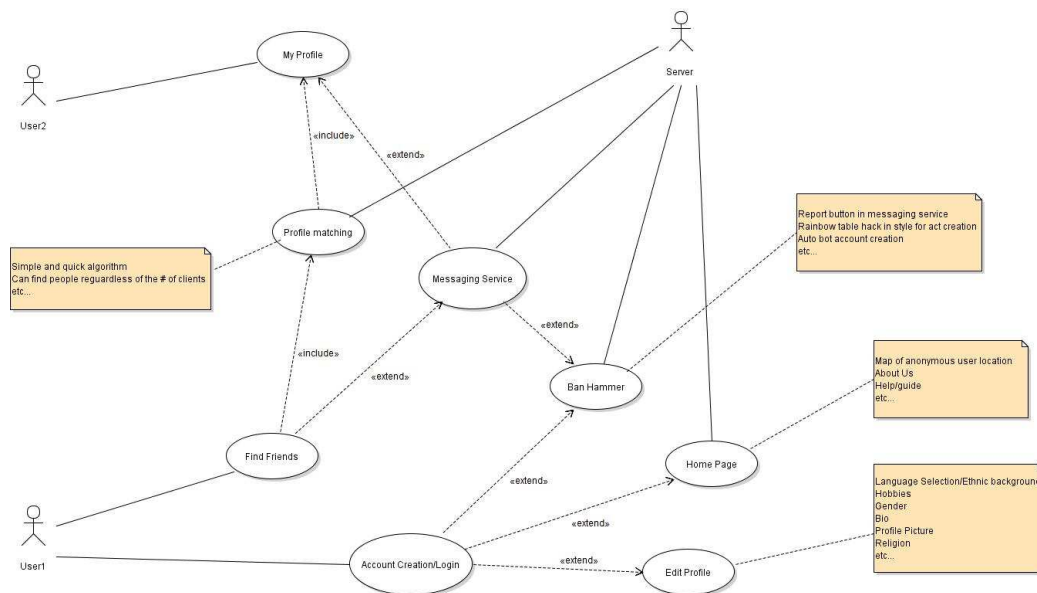 My Profile
Server
User2
«include»
«extend»
Profile matching
Report button in messaging service
Rainbow table hack in style for act creation
Auto bot account creation
etc...
Simple and quick algorithm
Can find people reguardless of the # of clients
etc...
Messaging Service
«extend»
«include»
«extend»
Ban Hammer
Map of anonymous user location
About Us
Help/guide
etc...
Find Friends
Home Page
«extend»
Language Selection/Ethnic background
Hobbies
Gender
Bio
Profile Picture
Religion
etc...
«extend»
User1
Account Creation/Login
«extend»
Edit Profile